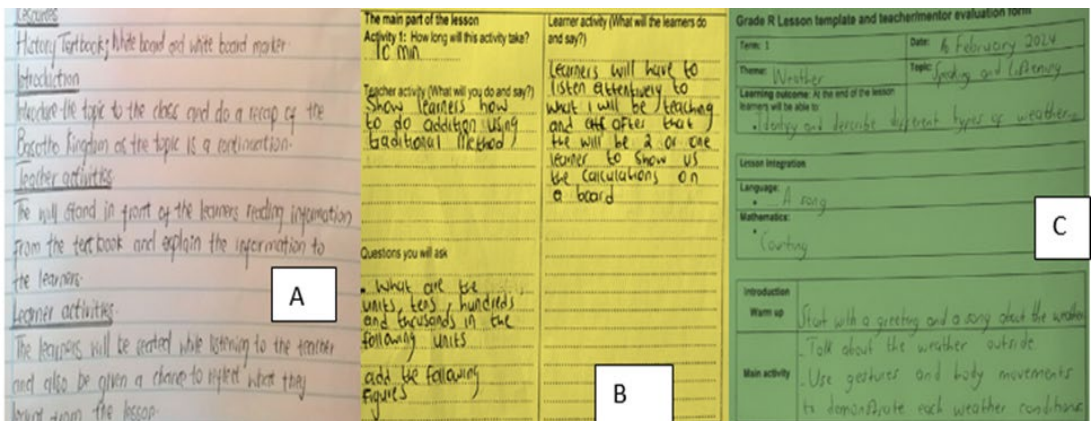 Resources
History Textbook; White board and white board marker.
Introduction
Introduce the topic to the class and do a recap of the
Basotho Kingdom as the topic is a continuation.
Teacher activities
The will stand in front of the learners reading information
from the text book and explain the information to
the learners.
Learner activities
The learners will be seated while listening to the teacher
and also be given a chance to reflect what they
from the lesson.
A
The main part of the lesson
Activity 1: How long will this activity take?
10 min
Teacher activity (What will you do and say?)
Show learners how
to do addition using
traditional Method
Questions you will ask
. What are the
units, tens, hundreds
and thousands in the
following units
add the following
figures
Learner activity (What will the learners do
and say?)
learners will have to
listen attentively to
what I will be teaching
and after that
the will be 2 or one
learner to show us
the calculations on
a board
B
Grade R Lesson template and teacher/mentor evaluation form
Term: 1
Date: February 2024
Theme: Weather
Topic: Speaking and Listening
Learning outcome: At the end of the lesson
learners will be able to:
• Identify and describe different types of weather.
Lesson integration
Language:
• A song
Mathematics:
• Counting
C
Introduction
Warm up
Start with a greeting and a song about the weather
- Talk about the weather outside
Main activity
- Use gestures and body movements
to demonstrate each weather conditions